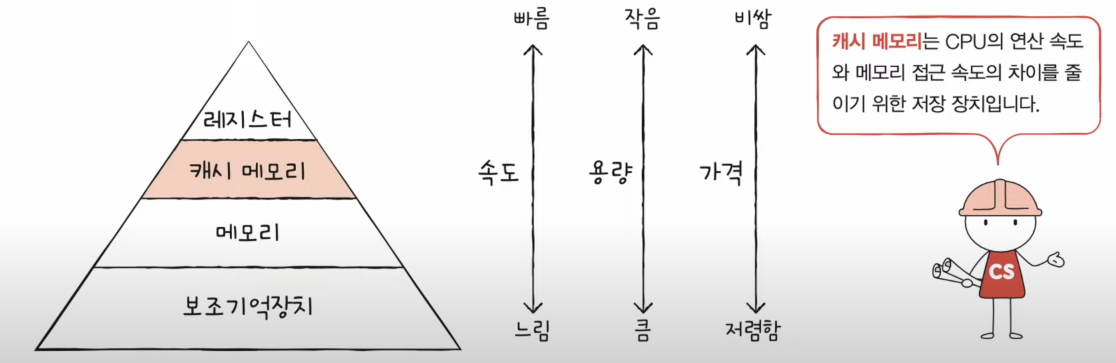 레지스터
캐시 메모리
메모리
보조기억장치
빠름
속도
느림
작음
용량
큼
비쌈
가격
저렴함
캐시 메모리는 CPU의 연산 속도
와 메모리 접근 속도의 차이를 줄
이기 위한 저장 장치입니다.
CS